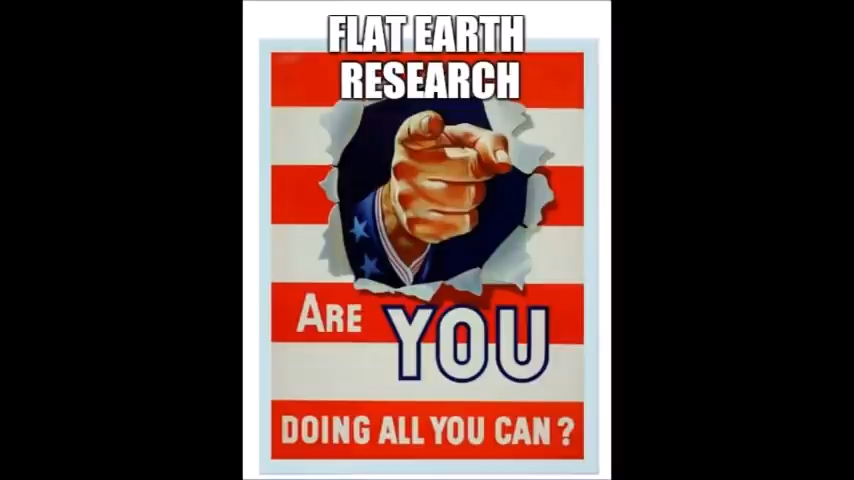 FLAT EARTH
RESEARCH
ARE YOU
DOING ALL YOU CAN?